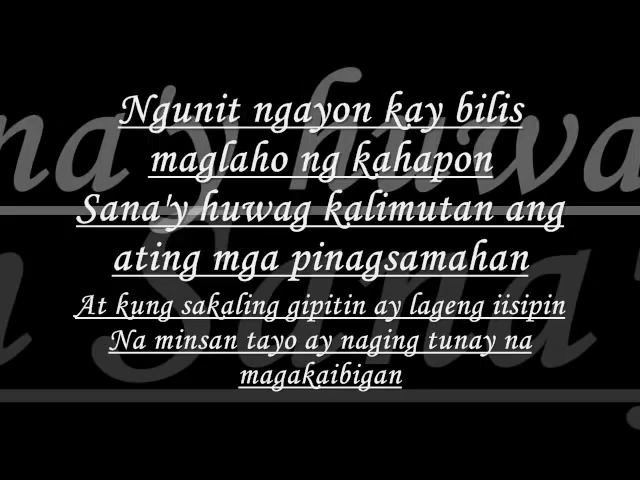 Ngunit ngayon kay bilis
maglaho ng kahapon
Sana'y huwag kalimutan ang
ating mga pinagsamahan
At kung sakaling gipitin ay lageng iisipin
Na minsan tayo ay naging tunay na
magakaibigan